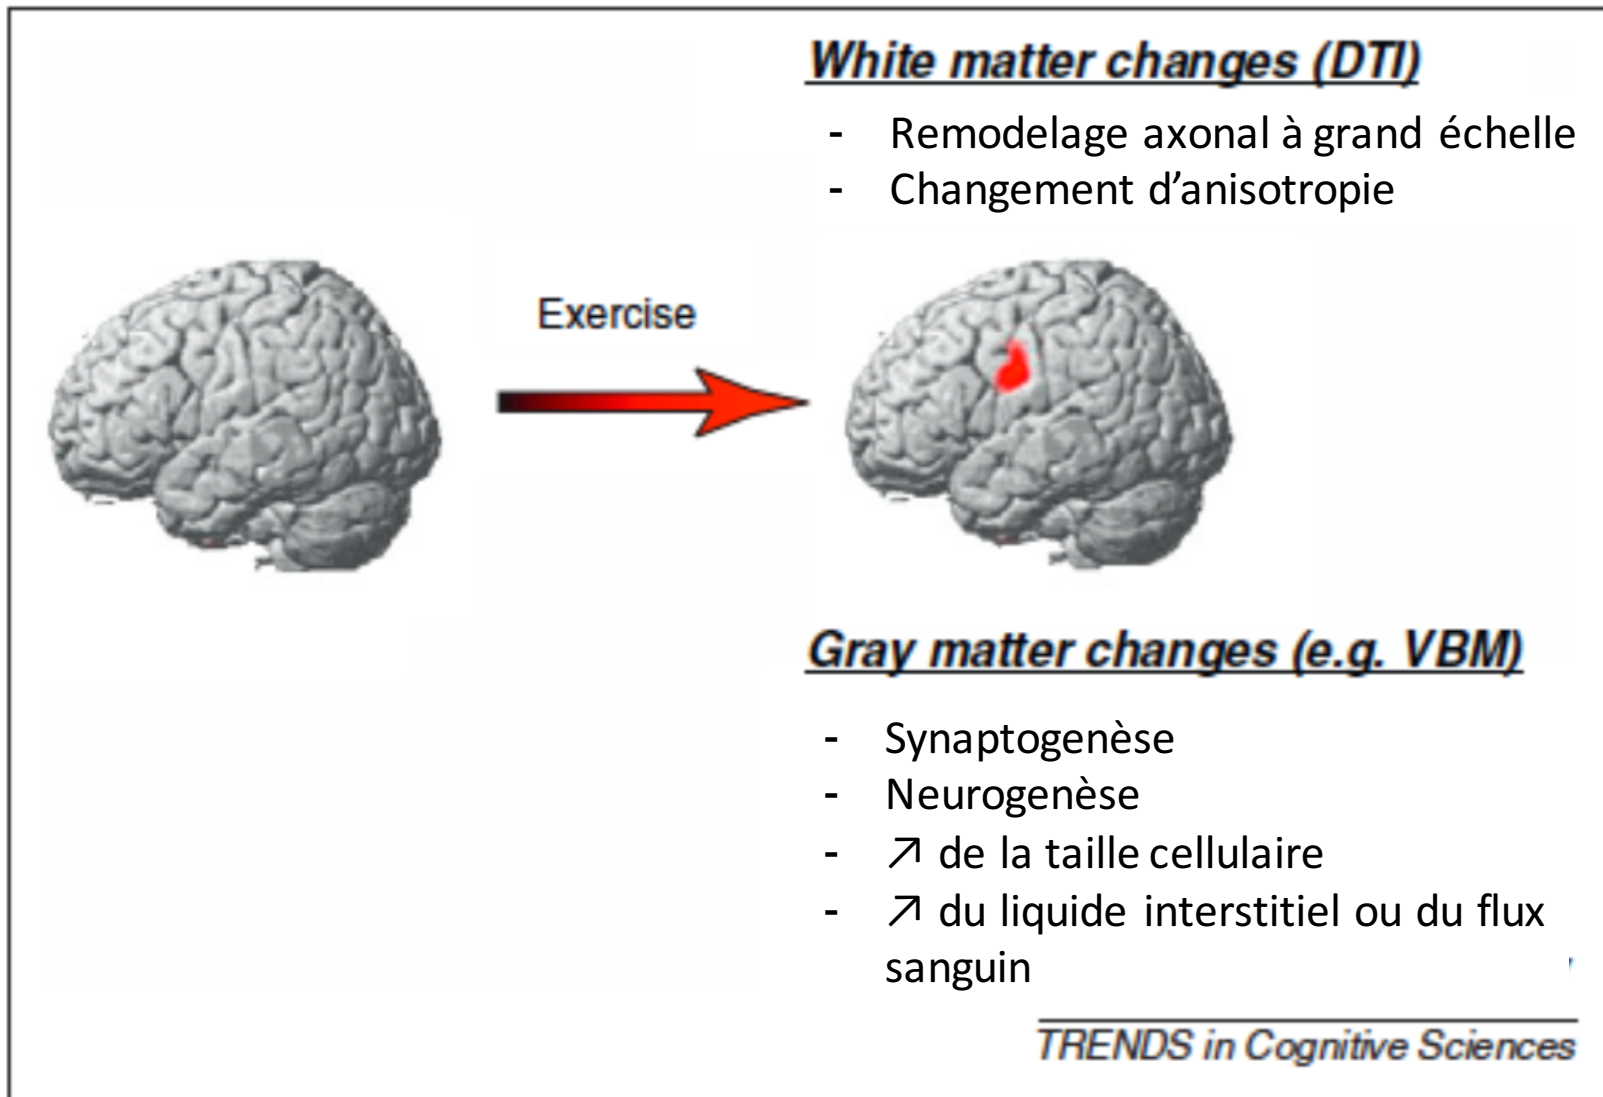 White matter changes (DTI)
- Remodelage axonal à grand échelle
- Changement d’anisotropie
Exercise
Gray matter changes (e.g. VBM)
- Synaptogenèse
- Neurogenèse
- ↗ de la taille cellulaire
- ↗ du liquide interstitiel ou du flux
sanguin
TRENDS in Cognitive Sciences